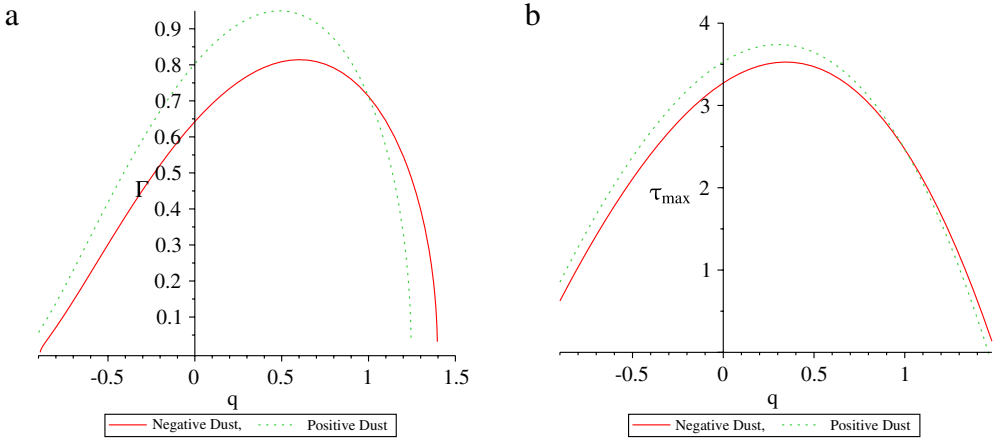 a
0.9
0.8
0.7
0.6
0.5
Γ
0.4
0.3
0.2
0.1
-0.5 0 0.5 1 1.5
q
Negative Dust, Positive Dust
b
4
3
2
τmax
1
-0.5 0 0.5 1
q
Negative Dust, Positive Dust